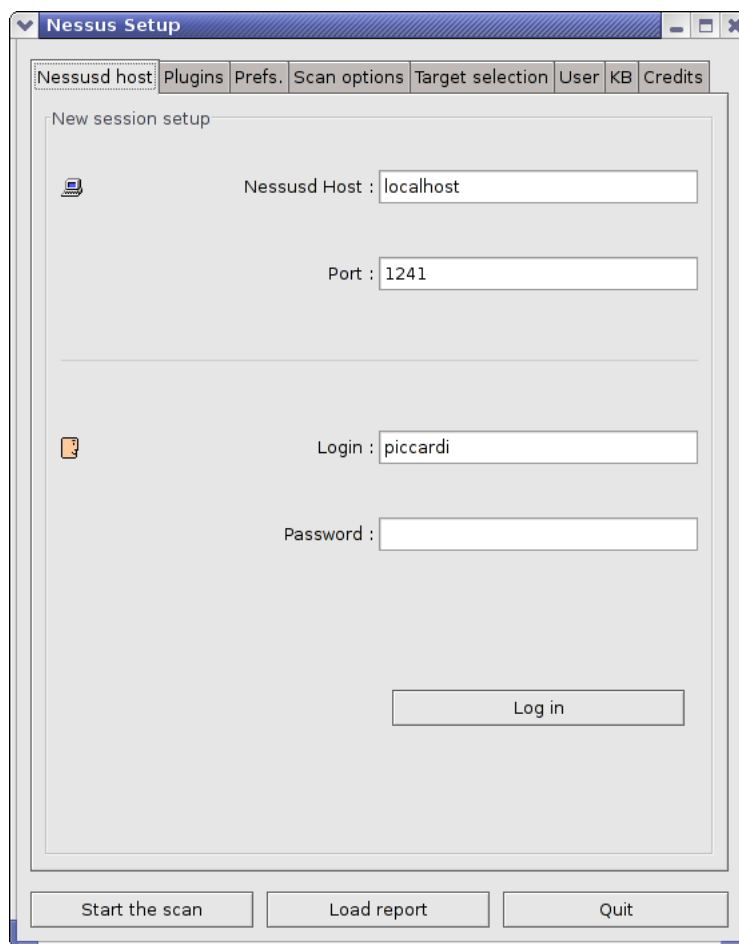 Nessus Setup
Nessusd host Plugins Prefs. Scan options Target selection User KB Credits
New session setup
Nessusd Host : localhost
Port : 1241
Login : piccardi
Password :
Log in
Start the scan Load report Quit